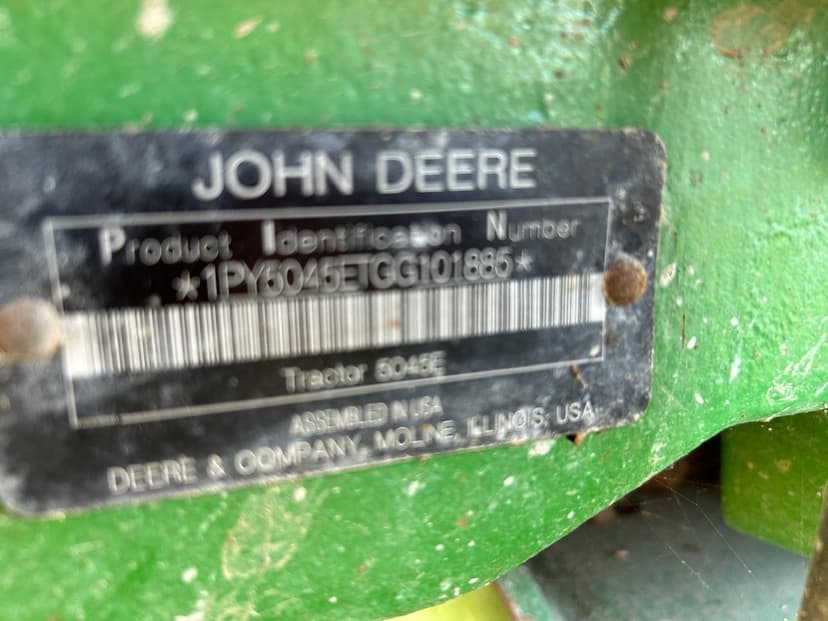 JOHN DEERE
Product Identification Number
*1PY5045ETGG101885*
Tractor 5045E
ASSEMBLED IN USA
DEERE & COMPANY, MOLINE, ILLINOIS, USA